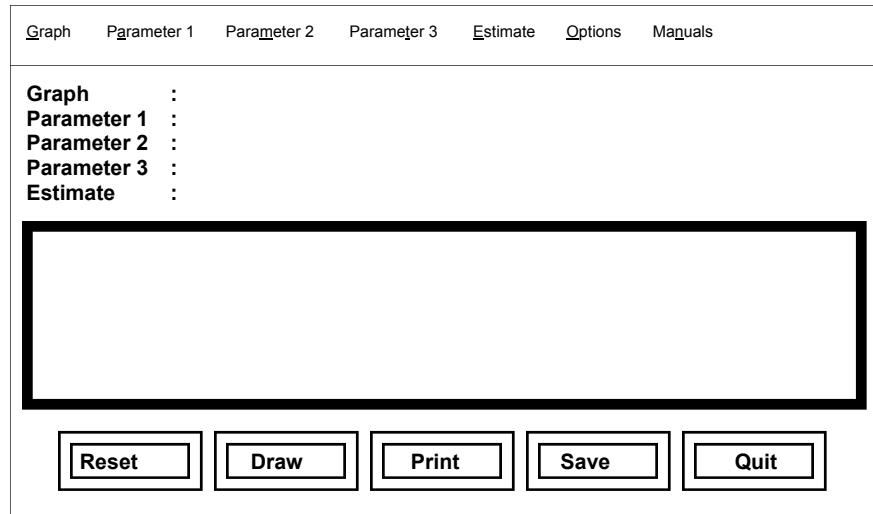 Graph Parameter 1 Parameter 2 Parameter 3 Estimate Options Manuals
Graph :
Parameter 1 :
Parameter 2 :
Parameter 3 :
Estimate :
Reset Draw Print Save Quit